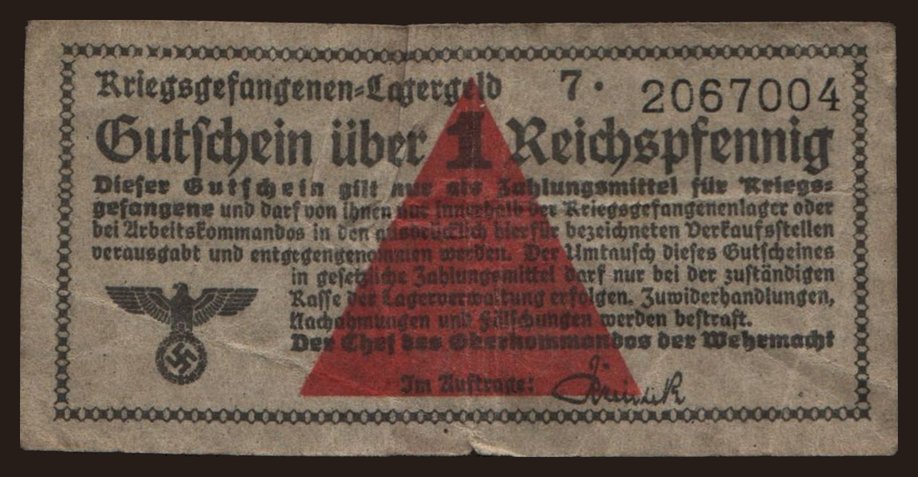 Kriegsgefangenen-Lagergeld 7 · 2067004
Gutschein über 1 Reichspfennig
Dieser Gutschein gilt nur als Zahlungsmittel für Kriegs-
gefangene und darf von ihnen nur innerhalb der Kriegsgefangenenlager oder
bei Arbeitskommandos in den ausdrücklich hierfür bezeichneten Verkaufsstellen
verausgabt und entgegengenommen werden. Der Umtausch dieses Gutscheines
in gesetzliche Zahlungsmittel darf nur bei der zuständigen
Kasse der Lagerverwaltung erfolgen. Zuwiderhandlungen,
Nachahmungen und Fälschungen werden bestraft.
Der Chef des Oberkommandos der Wehrmacht
Im Auftrage: